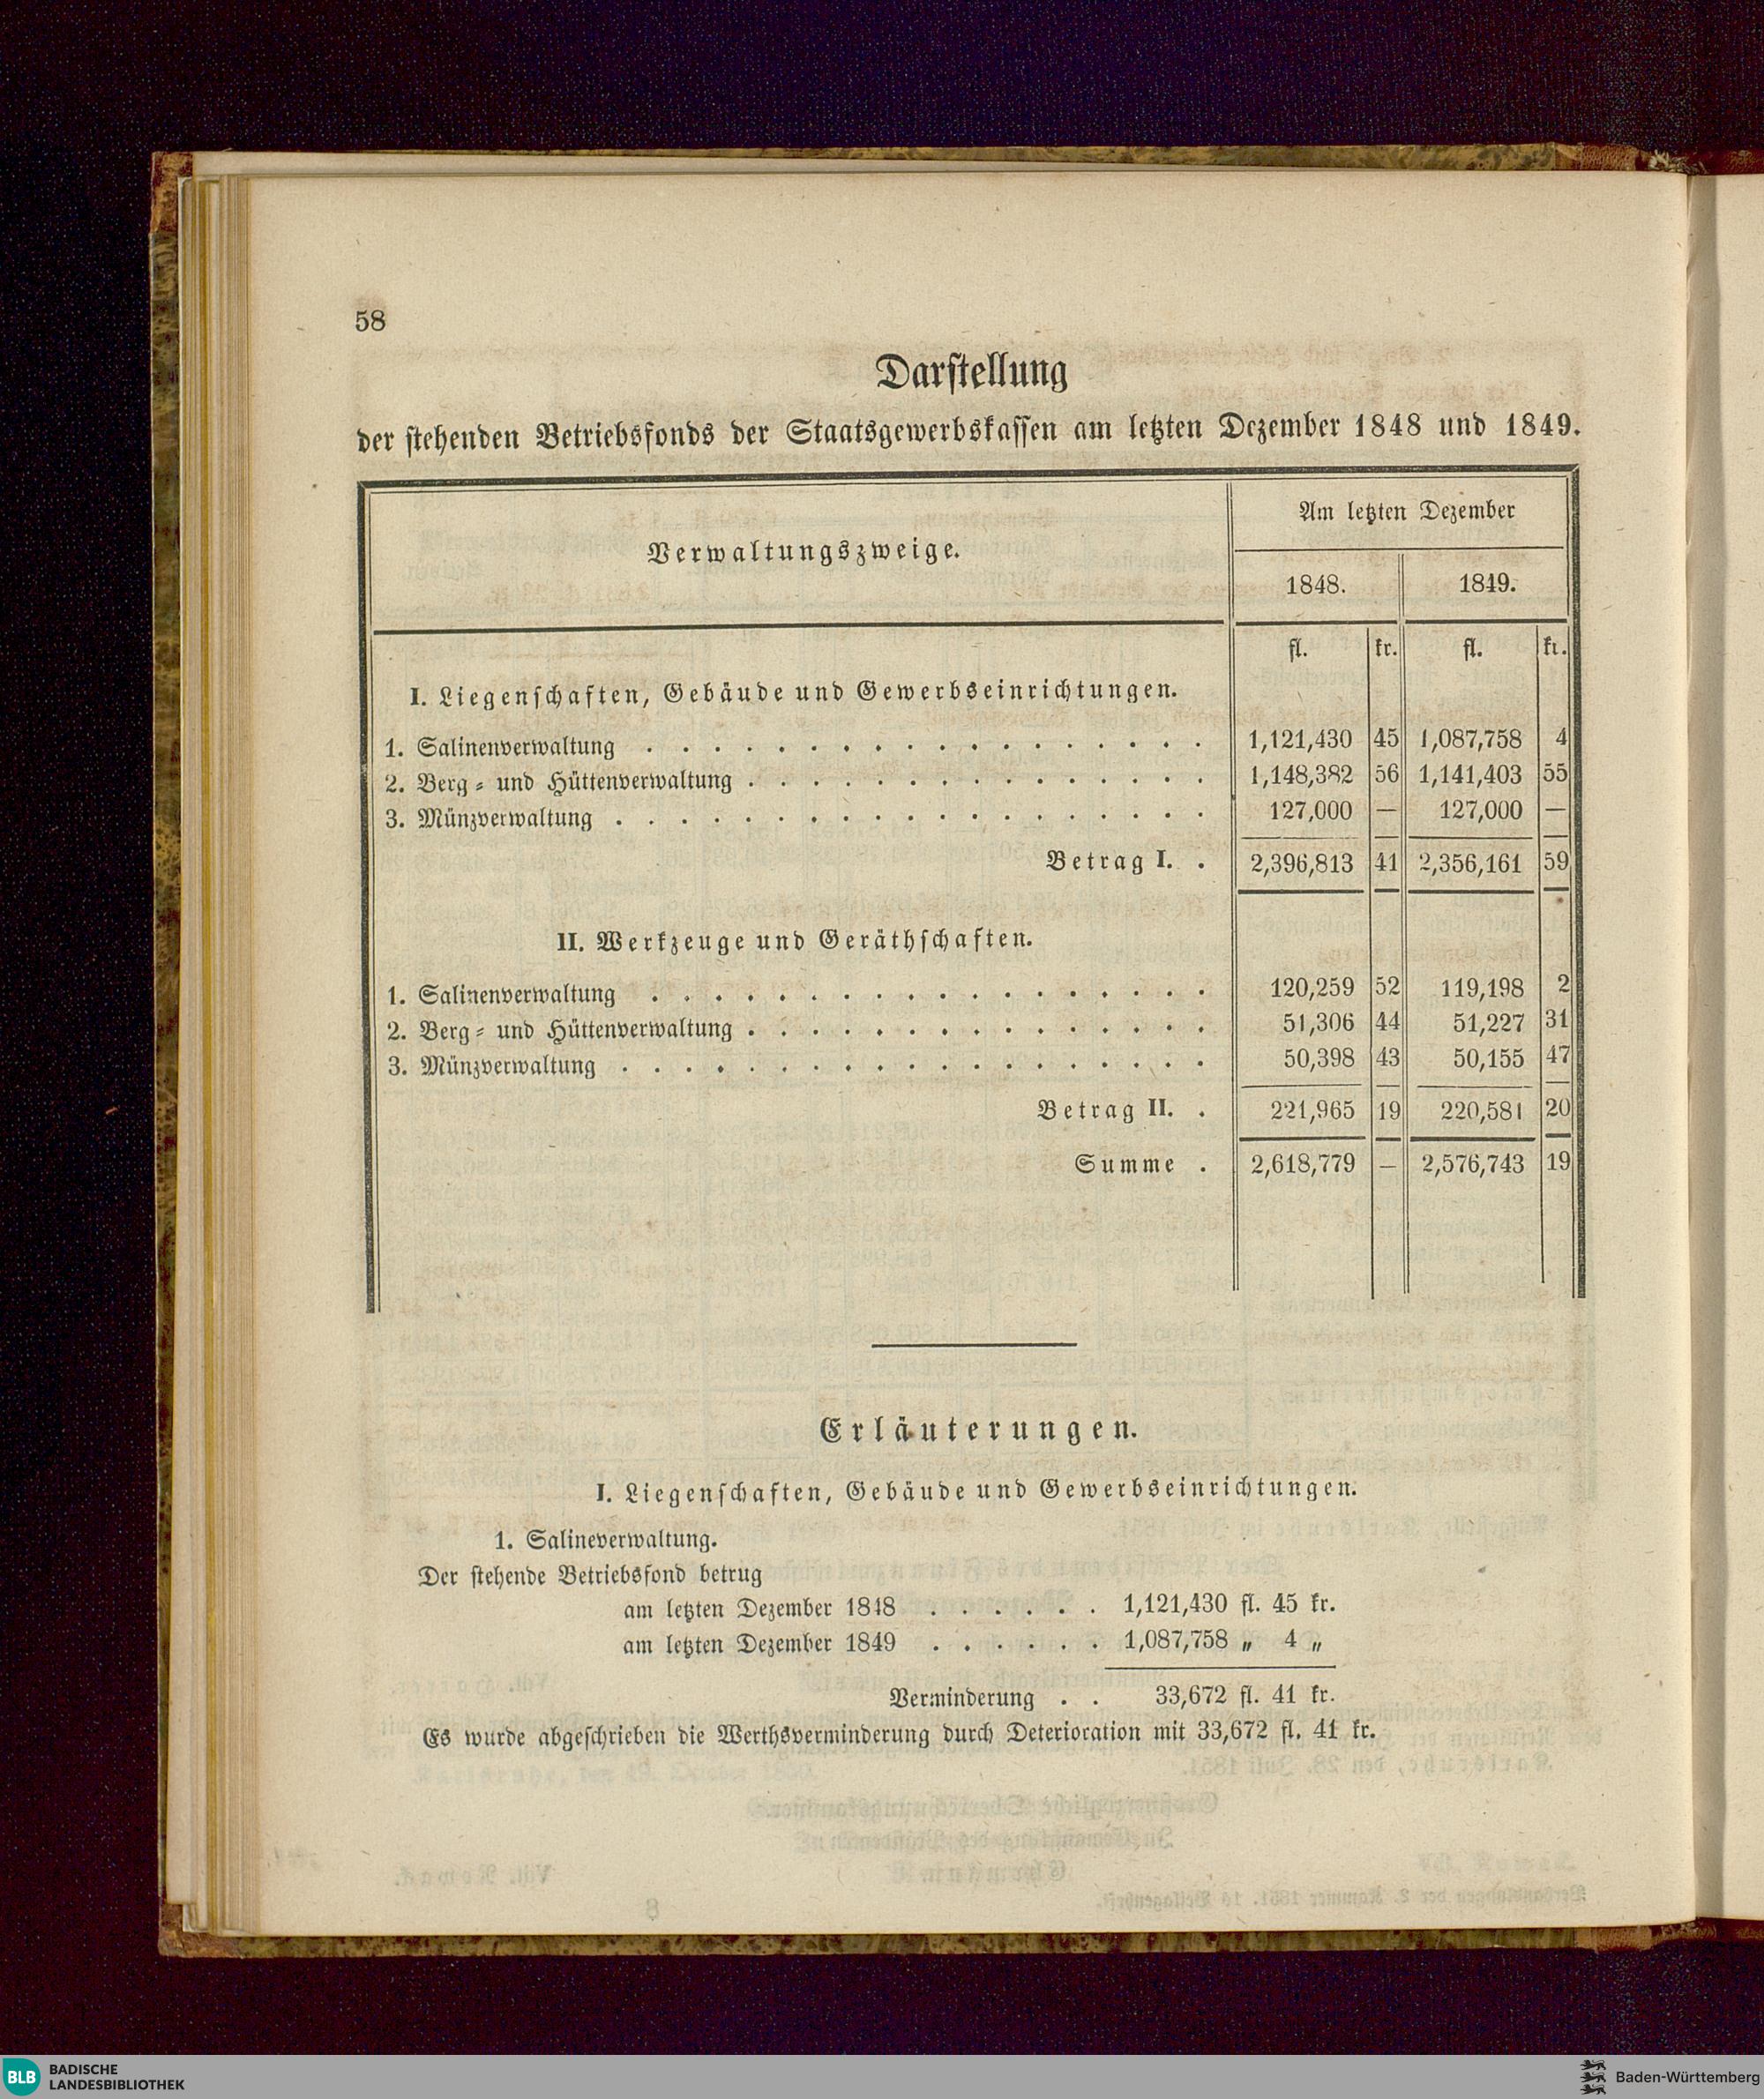 58
Darstellung
der stehenden Betriebsfonds der Staatsgewerbskassen am letzten Dezember 1848 und 1849.
Verwaltungszweige.
Am letzten Dezember
1848. 1849.
fl. kr. fl. kr.
I. Liegenschaften, Gebäude und Gewerbseinrichtungen.
1. Salinenverwaltung . . . . . . . . . . . . . . . . . . 1,121,430 45 1,087,758 4
2. Berg- und Hüttenverwaltung . . . . . . . . . . . . . . . 1,148,382 56 1,141,403 55
3. Münzverwaltung . . . . . . . . . . . . . . . . . . . 127,000 — 127,000 —
Betrag I. . 2,396,813 41 2,356,161 59
II. Werkzeuge und Geräthschaften.
1. Salinenverwaltung . . . . . . . . . . . . . . . . . . 120,259 52 119,198 2
2. Berg- und Hüttenverwaltung . . . . . . . . . . . . . . . 51,306 44 51,227 31
3. Münzverwaltung . . . . . . . . . . . . . . . . . . . 50,398 43 50,155 47
Betrag II. . 221,965 19 220,581 20
Summe . 2,618,779 — 2,576,743 19
Erläuterungen.
I. Liegenschaften, Gebäude und Gewerbseinrichtungen.
1. Salineverwaltung.
Der stehende Betriebsfond betrug
am letzten Dezember 1848 . . . . . . 1,121,430 fl. 45 kr.
am letzten Dezember 1849 . . . . . . 1,087,758 „ 4 „
Verminderung . . 33,672 fl. 41 kr.
Es wurde abgeschrieben die Werthsverminderung durch Deterioration mit 33,672 fl. 41 kr.
BLB BADISCHE
LANDESBIBLIOTHEK
Baden-Württemberg